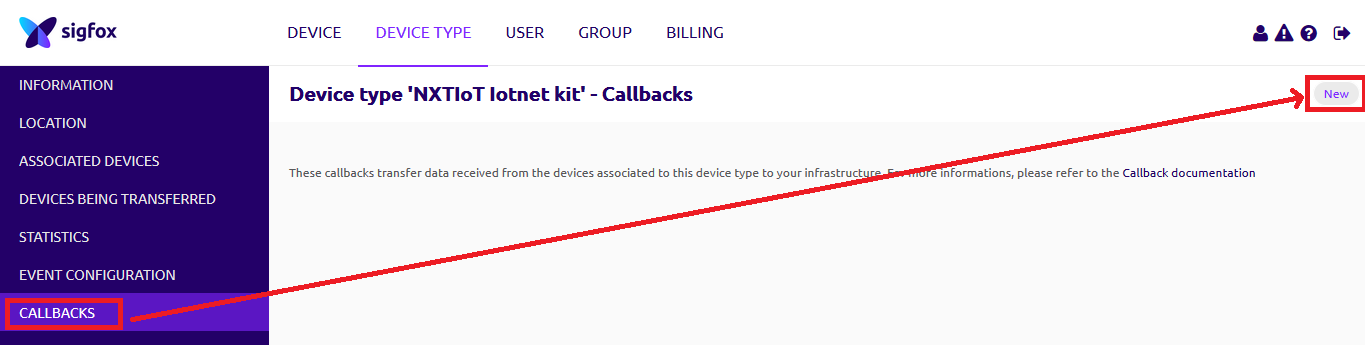 sigfox
DEVICE
DEVICE TYPE
USER
GROUP
BILLING
INFORMATION
LOCATION
ASSOCIATED DEVICES
DEVICES BEING TRANSFERRED
STATISTICS
EVENT CONFIGURATION
CALLBACKS
Device type 'NXTIoT Iotnet kit' - Callbacks
New
These callbacks transfer data received from the devices associated to this device type to your infrastructure. For more informations, please refer to the Callback documentation